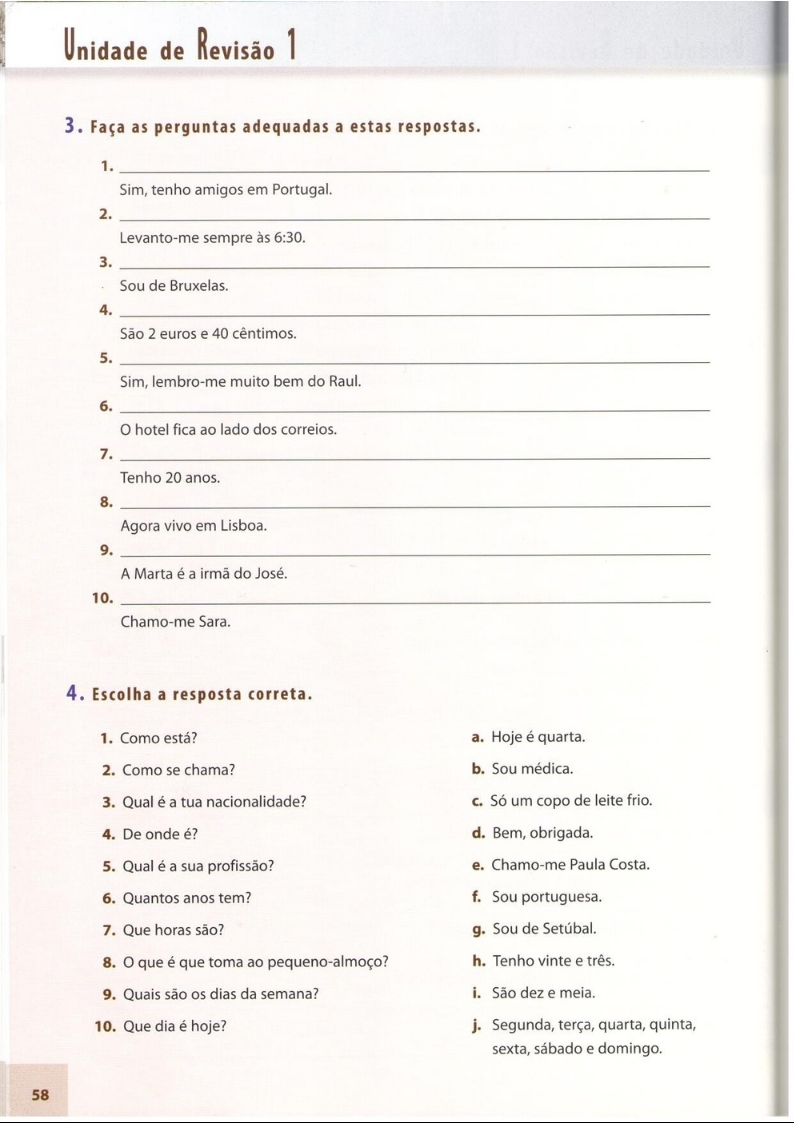 Unidade de Revisão 1
3. Faça as perguntas adequadas a estas respostas.
1.
Sim, tenho amigos em Portugal.
2.
Levanto-me sempre às 6:30.
3.
Sou de Bruxelas.
4.
São 2 euros e 40 cêntimos.
5.
Sim, lembro-me muito bem do Raul.
6.
O hotel fica ao lado dos correios.
7.
Tenho 20 anos.
8.
Agora vivo em Lisboa.
9.
A Marta é a irmã do José.
10.
Chamo-me Sara.
4. Escolha a resposta correta.
1. Como está?
2. Como se chama?
3. Qual é a tua nacionalidade?
4. De onde é?
5. Qual é a sua profissão?
6. Quantos anos tem?
7. Que horas são?
8. O que é que toma ao pequeno-almoço?
9. Quais são os dias da semana?
10. Que dia é hoje?
a. Hoje é quarta.
b. Sou médica.
c. Só um copo de leite frio.
d. Bem, obrigada.
e. Chamo-me Paula Costa.
f. Sou portuguesa.
g. Sou de Setúbal.
h. Tenho vinte e três.
i. São dez e meia.
j. Segunda, terça, quarta, quinta,
sexta, sábado e domingo.
58